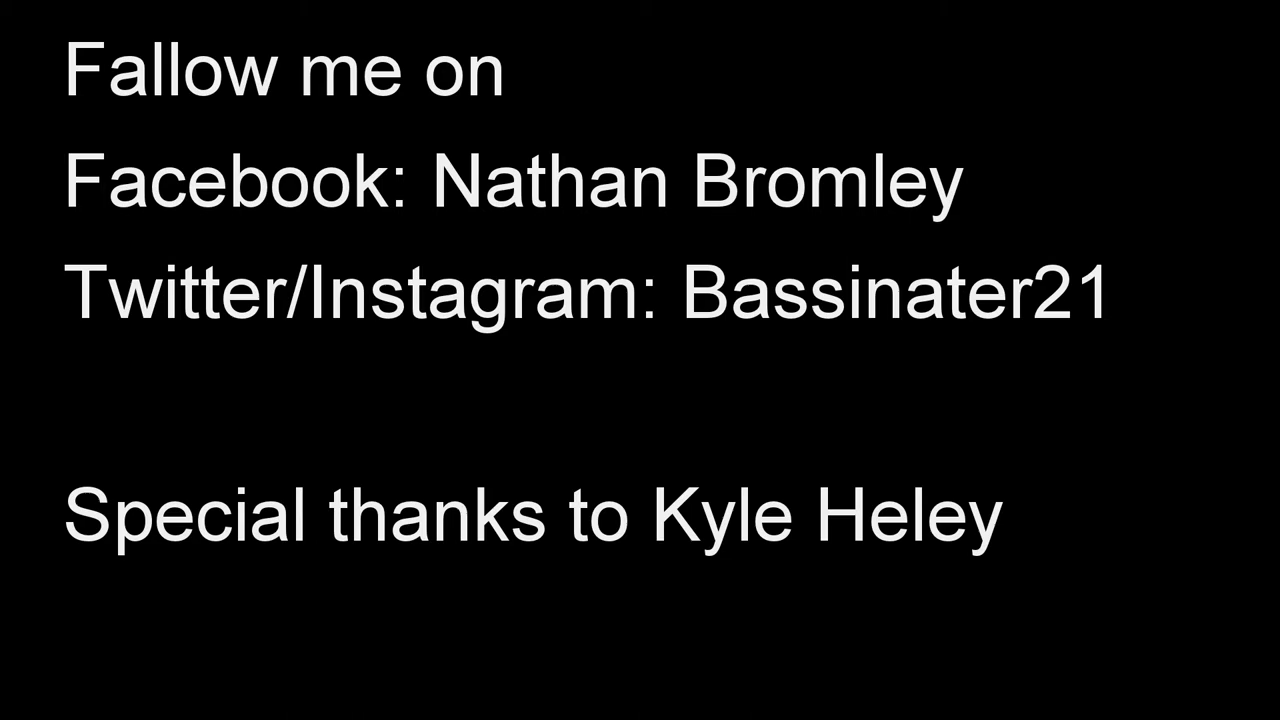 Fallow me on
Facebook: Nathan Bromley
Twitter/Instagram: Bassinater21
Special thanks to Kyle Heley